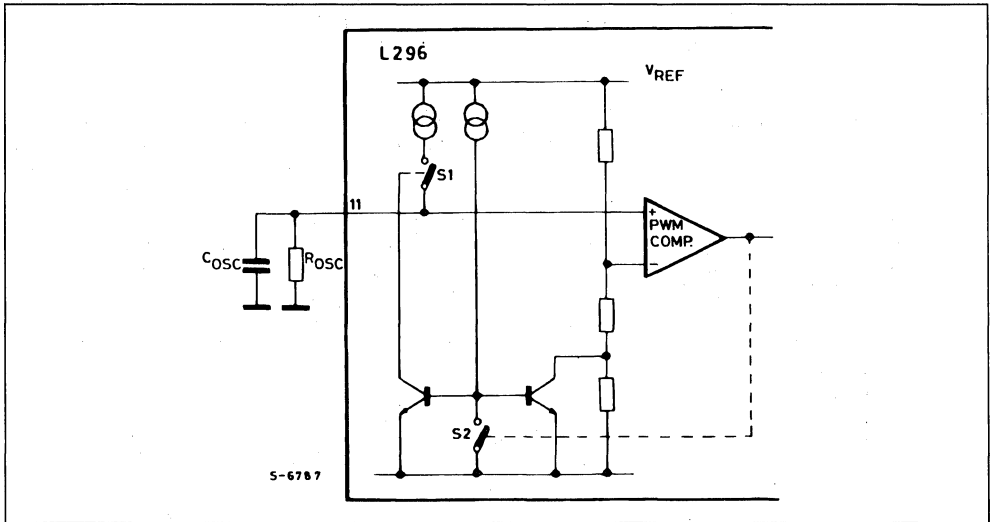 L296
VREF
S1
11
+
PWM
COMP.
−
COSC
ROSC
S2
S-6787